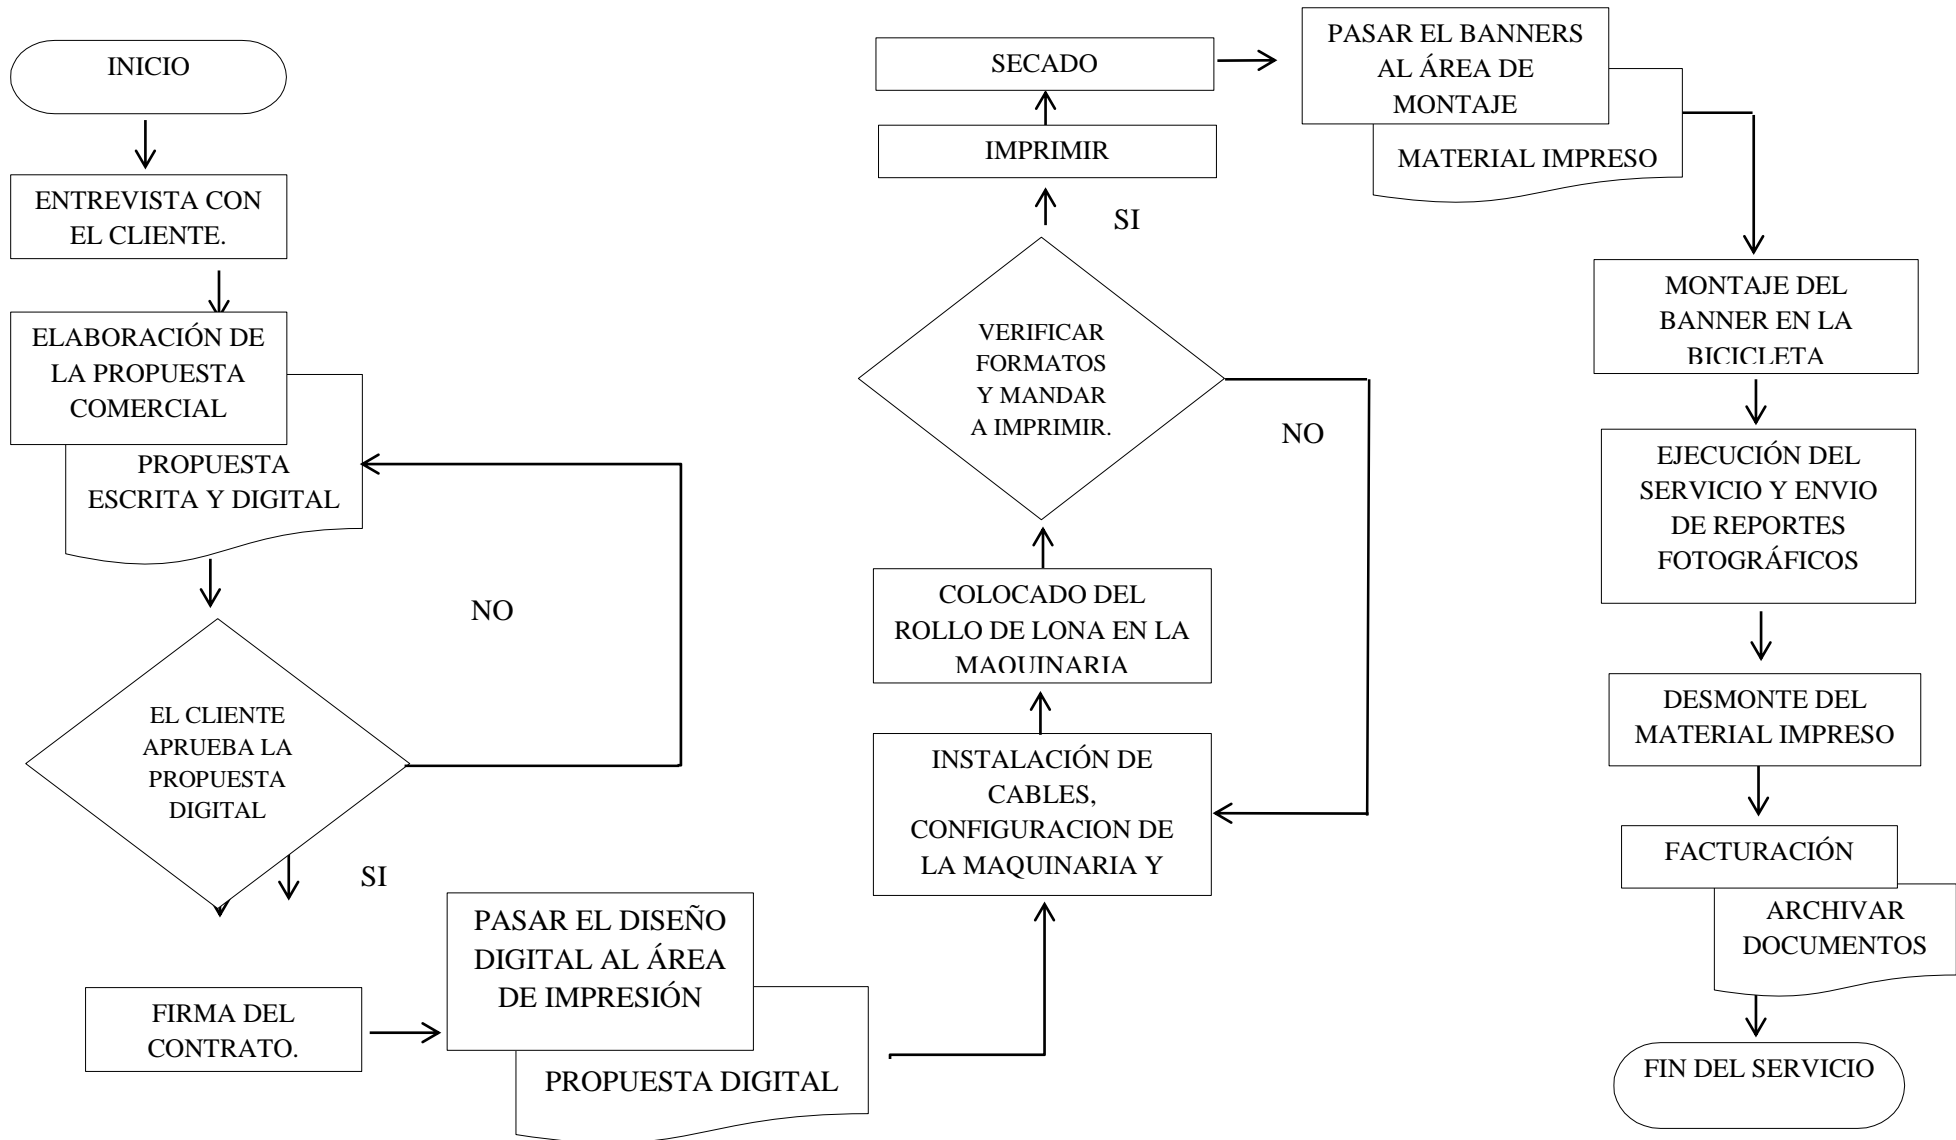 INICIO
ENTREVISTA CON
EL CLIENTE.
ELABORACIÓN DE
LA PROPUESTA
COMERCIAL
PROPUESTA
ESCRITA Y DIGITAL
NO
EL CLIENTE
APRUEBA LA
PROPUESTA
DIGITAL
SI
FIRMA DEL
CONTRATO.
PASAR EL DISEÑO
DIGITAL AL ÁREA
DE IMPRESIÓN
PROPUESTA DIGITAL
INSTALACIÓN DE
CABLES,
CONFIGURACION DE
LA MAQUINARIA Y
COLOCADO DEL
ROLLO DE LONA EN LA
MAQUINARIA
VERIFICAR
FORMATOS
Y MANDAR
A IMPRIMIR.
NO
SI
IMPRIMIR
SECADO
PASAR EL BANNERS
AL ÁREA DE
MONTAJE
MATERIAL IMPRESO
MONTAJE DEL
BANNER EN LA
BICICLETA
EJECUCIÓN DEL
SERVICIO Y ENVIO
DE REPORTES
FOTOGRÁFICOS
DESMONTE DEL
MATERIAL IMPRESO
FACTURACIÓN
ARCHIVAR
DOCUMENTOS
FIN DEL SERVICIO